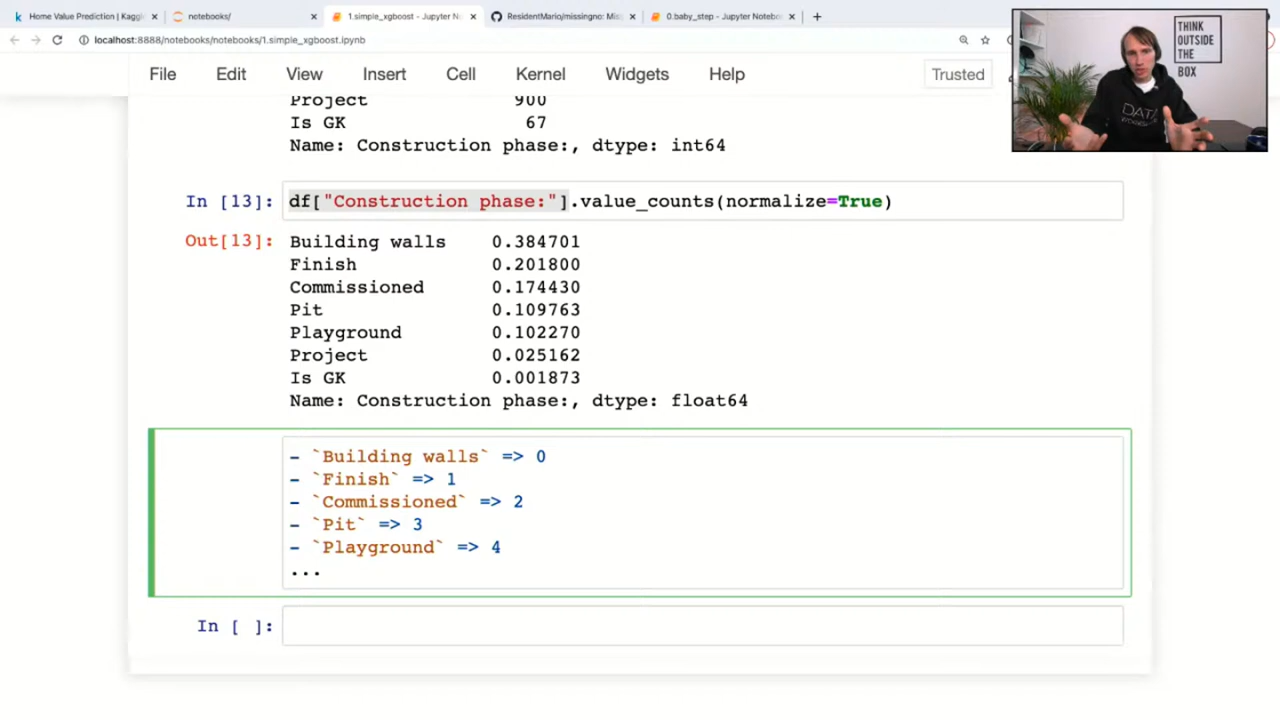 Home Value Prediction | Kaggl
notebooks/
1.simple_xgboost - Jupyter No
ResidentMario/missingno: Mis
0.baby_step - Jupyter Notebo
localhost:8888/notebooks/notebooks/1.simple_xgboost.ipynb
File Edit View Insert Cell Kernel Widgets Help
Trusted
THINK
OUTSIDE
THE
BOX
DATA
Project 900
Is GK 67
Name: Construction phase:, dtype: int64
In [13]: df["Construction phase:"].value_counts(normalize=True)
Out[13]: Building walls 0.384701
Finish 0.201800
Commissioned 0.174430
Pit 0.109763
Playground 0.102270
Project 0.025162
Is GK 0.001873
Name: Construction phase:, dtype: float64
- `Building walls` => 0
- `Finish` => 1
- `Commissioned` => 2
- `Pit` => 3
- `Playground` => 4
...
In [ ]: